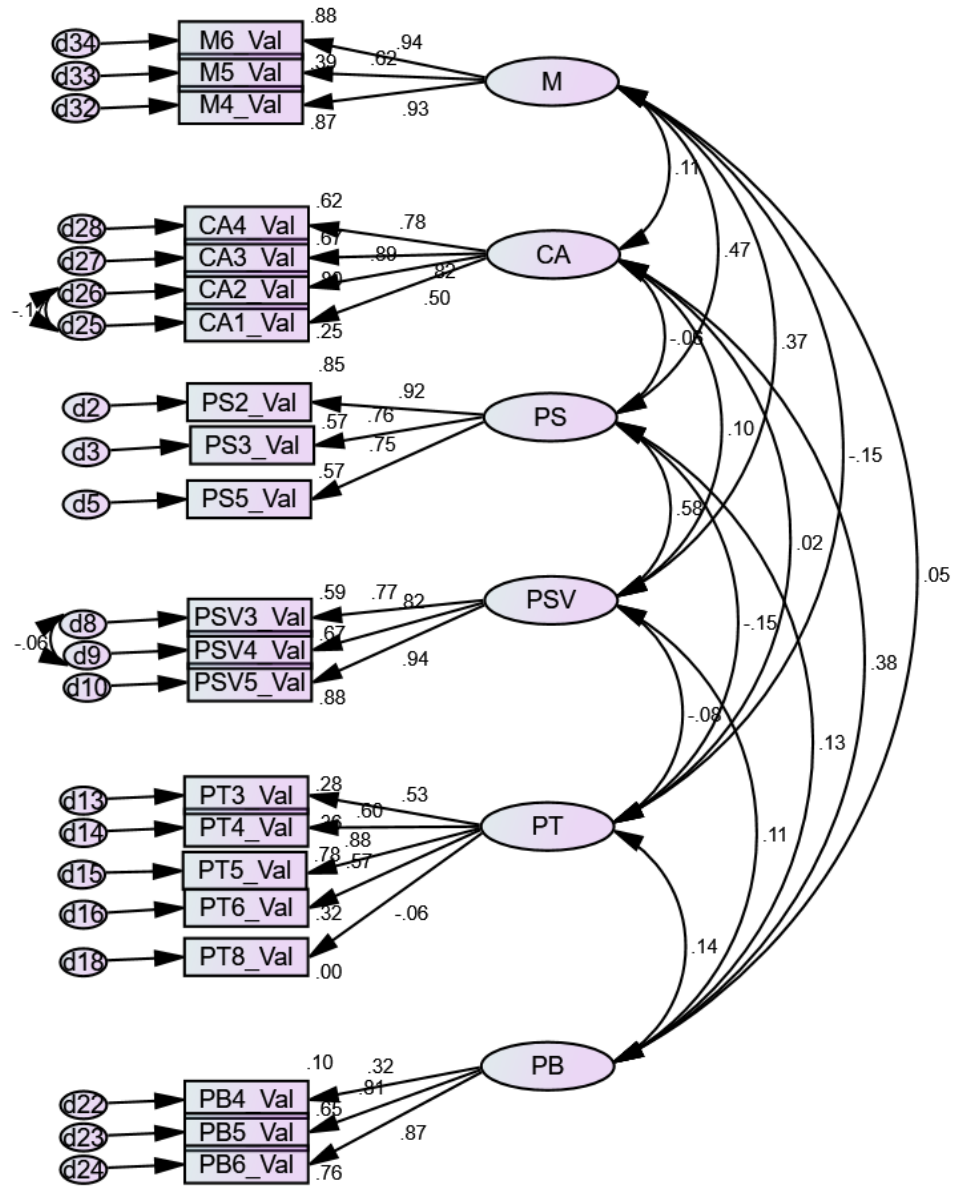 .88
d34 M6_Val .94
.39 .62
d33 M5_Val M
d32 M4_Val .93
.87
.11
.62
d28 CA4_Val .78
.67 .47
d27 CA3_Val .89 CA
.80 .82
d26 CA2_Val
-.1 .50
d25 CA1_Val .25
-.06 .37
.85
d2 PS2_Val .92
.57 .76 PS
.10
d3 PS3_Val .75
-.15
.57
d5 PS5_Val
.58
.02
.05
.59 .77 .82 PSV
d8 PSV3_Val
-.06 .67
d9 PSV4_Val -.15
.94 .38
d10 PSV5_Val .88
-.08
.13
.28 .53
d13 PT3_Val
.60
d14 PT4_Val PT
.88 .11
.78 .57
d15 PT5_Val
d16 PT6_Val .32 -.06
.14
d18 PT8_Val
.00
.10 .32 PB
.81
d22 PB4_Val
.65
d23 PB5_Val .87
d24 PB6_Val .76